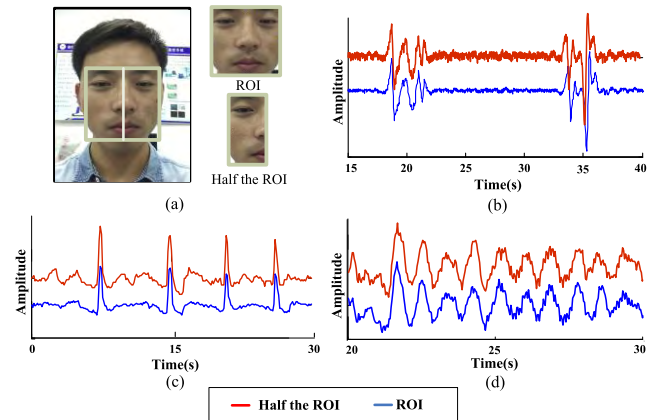 ROI
Half the ROI
(a)
Amplitude
15 20 25 30 35 40
Time(s)
(b)
Amplitude
0 15 30
Time(s)
(c)
Amplitude
20 25 30
Time(s)
(d)
Half the ROI ROI